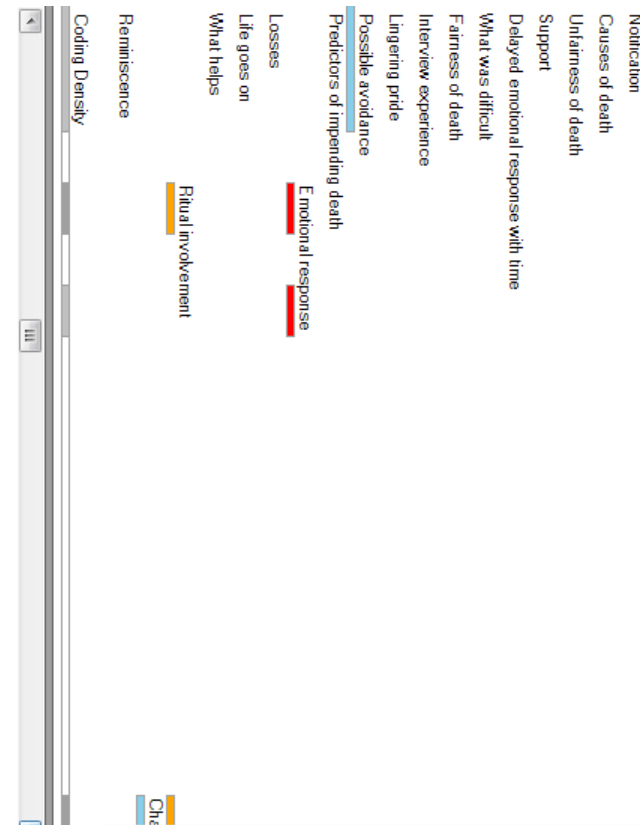 Notification
Causes of death
Unfairness of death
Support
Delayed emotional response with time
What was difficult
Fairness of death
Interview experience
Lingering pride
Possible avoidance
Predictors of impending death
Emotional response
Losses
Life goes on
What helps
Ritual involvement
Cha
Reminiscence
Coding Density